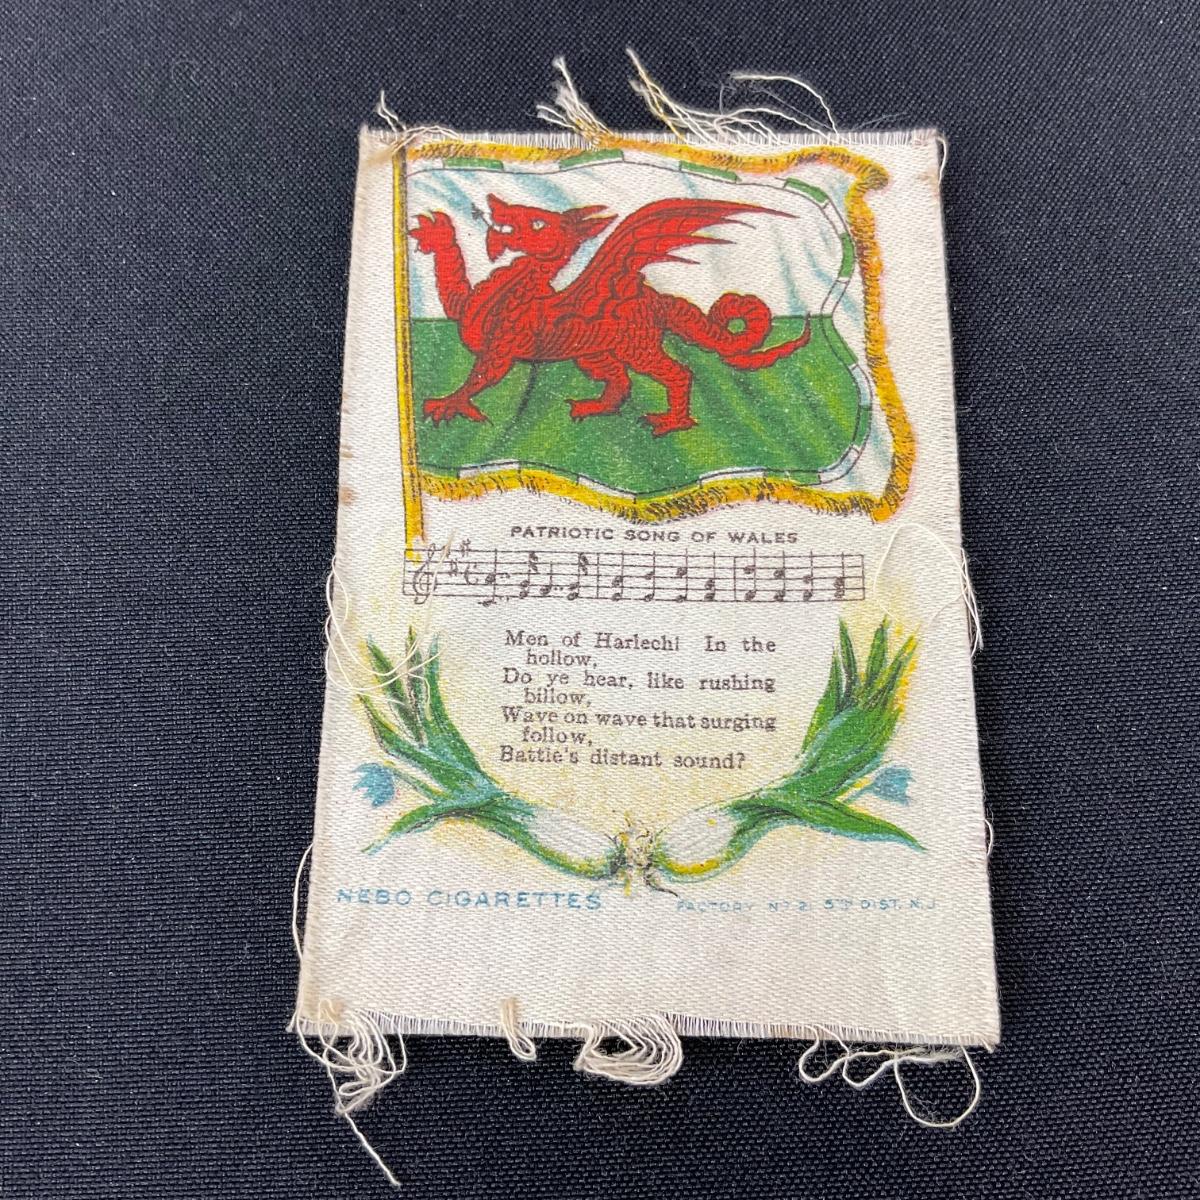 PATRIOTIC SONG OF WALES
Men of Harlech! In the
hollow,
Do ye hear, like rushing
billow,
Wave on wave that surging
follow,
Battle's distant sound?
NEBO CIGARETTES
FACTORY Nº 2, 5TH DIST. N.J.